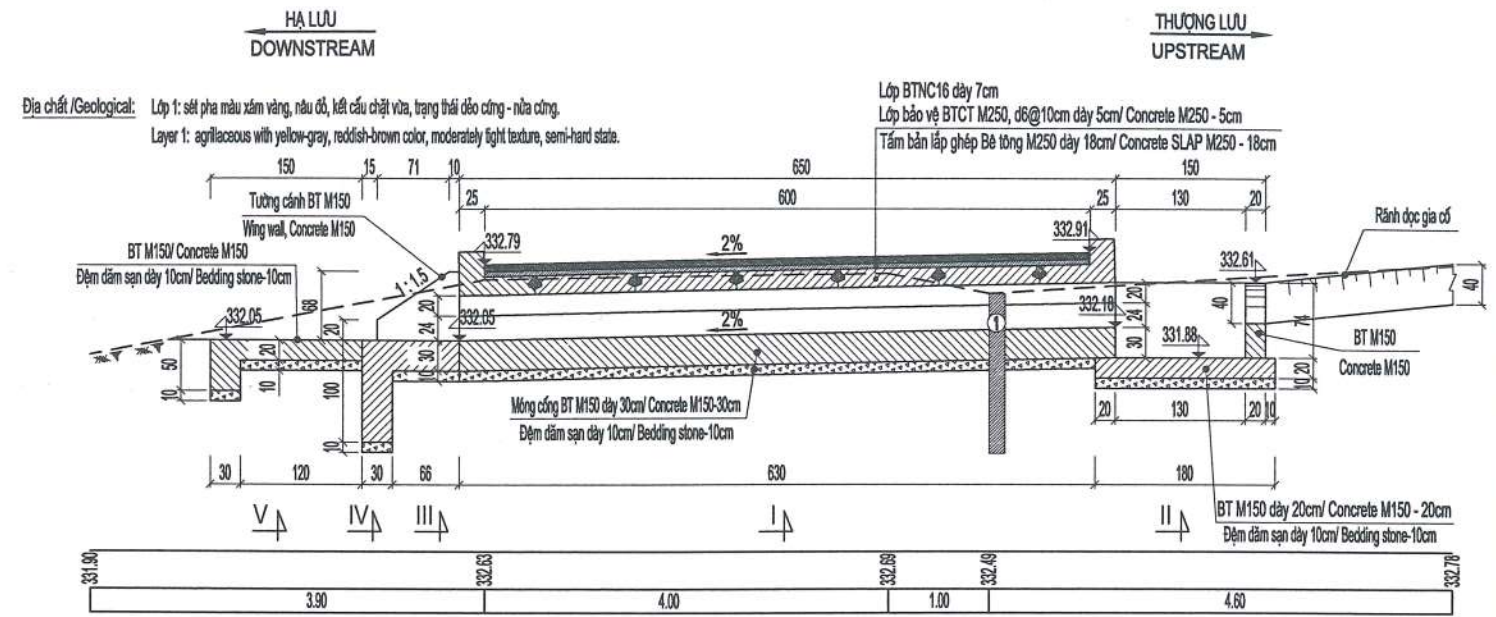 HẠ LƯU
DOWNSTREAM
THƯỢNG LƯU
UPSTREAM
Địa chất /Geological: Lớp 1: sét pha màu xám vàng, nâu đỏ, kết cấu chặt vừa, trạng thái dẻo cứng - nửa cứng.
Layer 1: agrillaceous with yellow-gray, reddish-brown color, moderately tight texture, semi-hard state.
Lớp BTNC16 dày 7cm
Lớp bảo vệ BTCT M250, d6@10cm dày 5cm/ Concrete M250 - 5cm
Tấm bản lắp ghép Bê tông M250 dày 18cm/ Concrete SLAP M250 - 18cm
150 15 71 10 650 150
25 600 25 130 20
Tường cánh BT M150
Wing wall, Concrete M150
BT M150/ Concrete M150
Đệm dăm sạn dày 10cm/ Bedding stone-10cm
Rãnh dọc gia cố
332.79
2%
332.91
332.61
1 : 1.5
68
20
24
30
10
332.05
332.05
2%
332.18
20
24
30
331.88
40
74
40
1
20
10
50
10
20
10
100
10
20
10
BT M150
Concrete M150
Móng cống BT M150 dày 30cm/ Concrete M150-30cm
Đệm dăm sạn dày 10cm/ Bedding stone-10cm
20 130 20 10
30 120 30 66 630 180
V IV III I II
BT M150 dày 20cm/ Concrete M150 - 20cm
Đệm dăm sạn dày 10cm/ Bedding stone-10cm
331.90 332.63 332.69 332.49 332.78
3.90 4.00 1.00 4.60